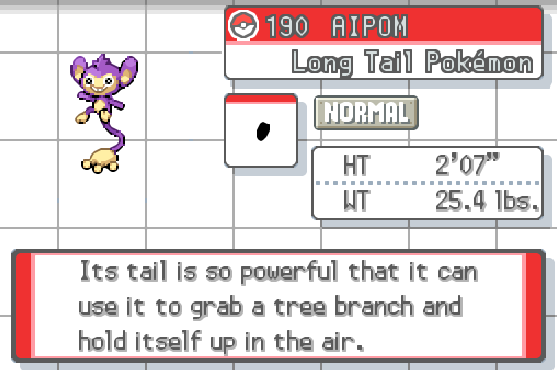 190 AIPOM
Long Tail Pokémon
NORMAL
HT 2'07"
WT 25.4 lbs.
Its tail is so powerful that it can
use it to grab a tree branch and
hold itself up in the air.